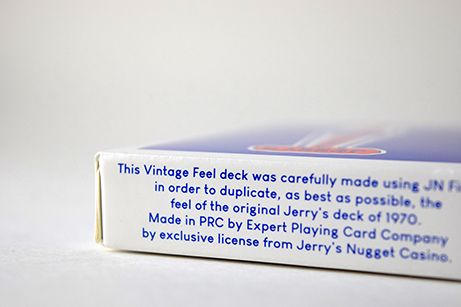 This Vintage Feel deck was carefully made using JN Fi
in order to duplicate, as best as possible, the
feel of the original Jerry's deck of 1970.
Made in PRC by Expert Playing Card Company
by exclusive license from Jerry's Nugget Casino.